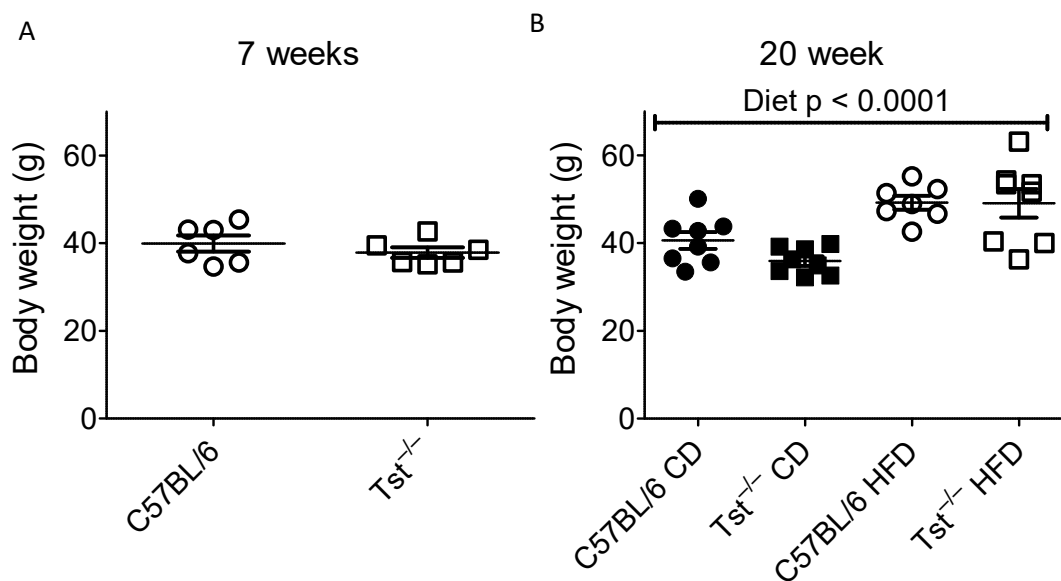 A
7 weeks
Body weight (g)
60
40
20
0
C57BL/6
Tst⁻/⁻
B
20 week
Diet p < 0.0001
Body weight (g)
60
40
20
0
C57BL/6 CD
Tst⁻/⁻ CD
C57BL/6 HFD
Tst⁻/⁻ HFD